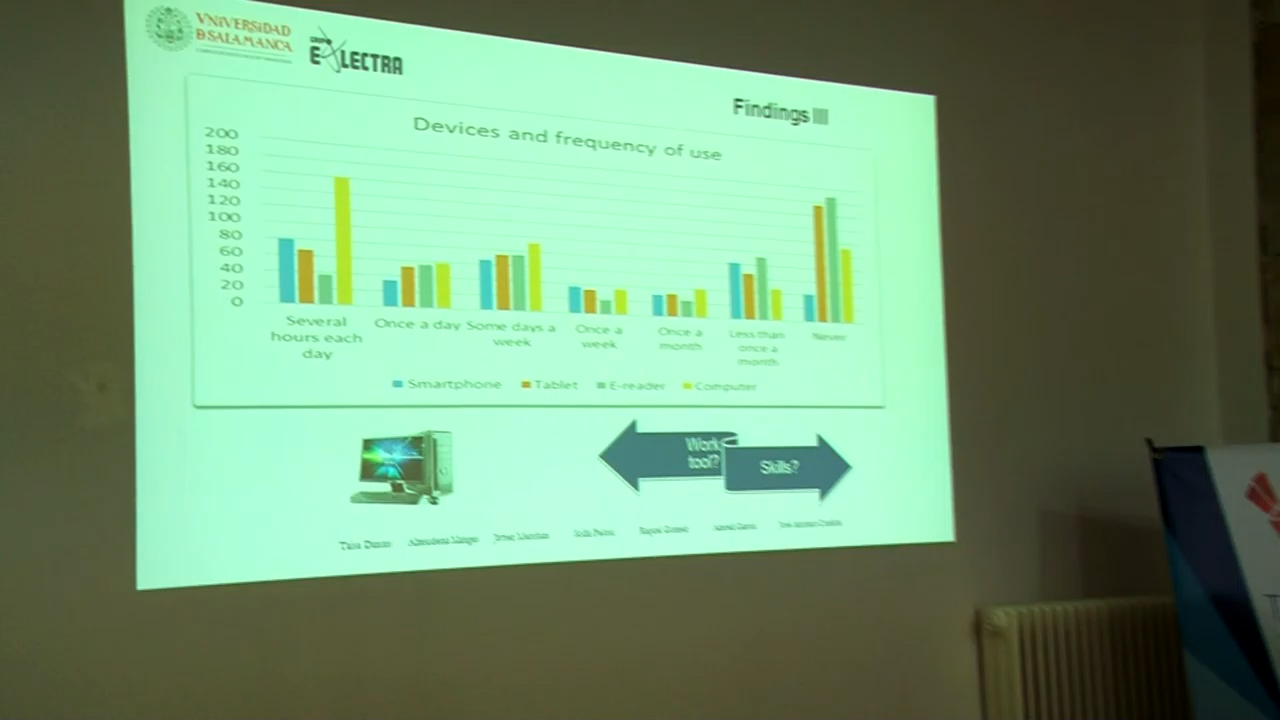 VNiVERSiDAD
D SALAMANCA
GRUPO
E LECTRA
Findings III
Devices and frequency of use
200
180
160
140
120
100
80
60
40
20
0
Several hours each day
Once a day
Some days a week
Once a week
Once a month
Less than once a month
Never
Smartphone
Tablet
E-reader
Computer
Work
tool?
Skills?